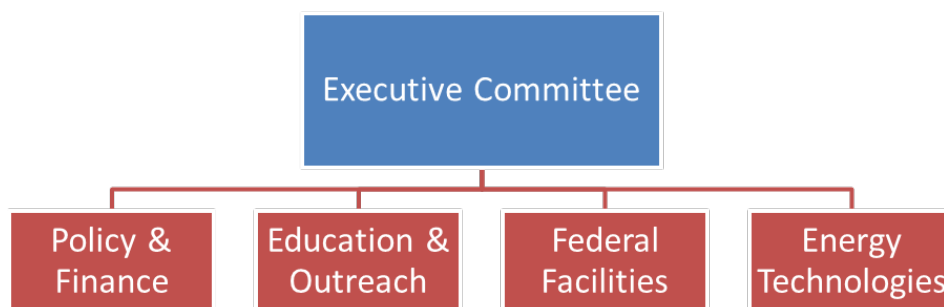 Executive Committee
Policy &
Finance
Education &
Outreach
Federal
Facilities
Energy
Technologies